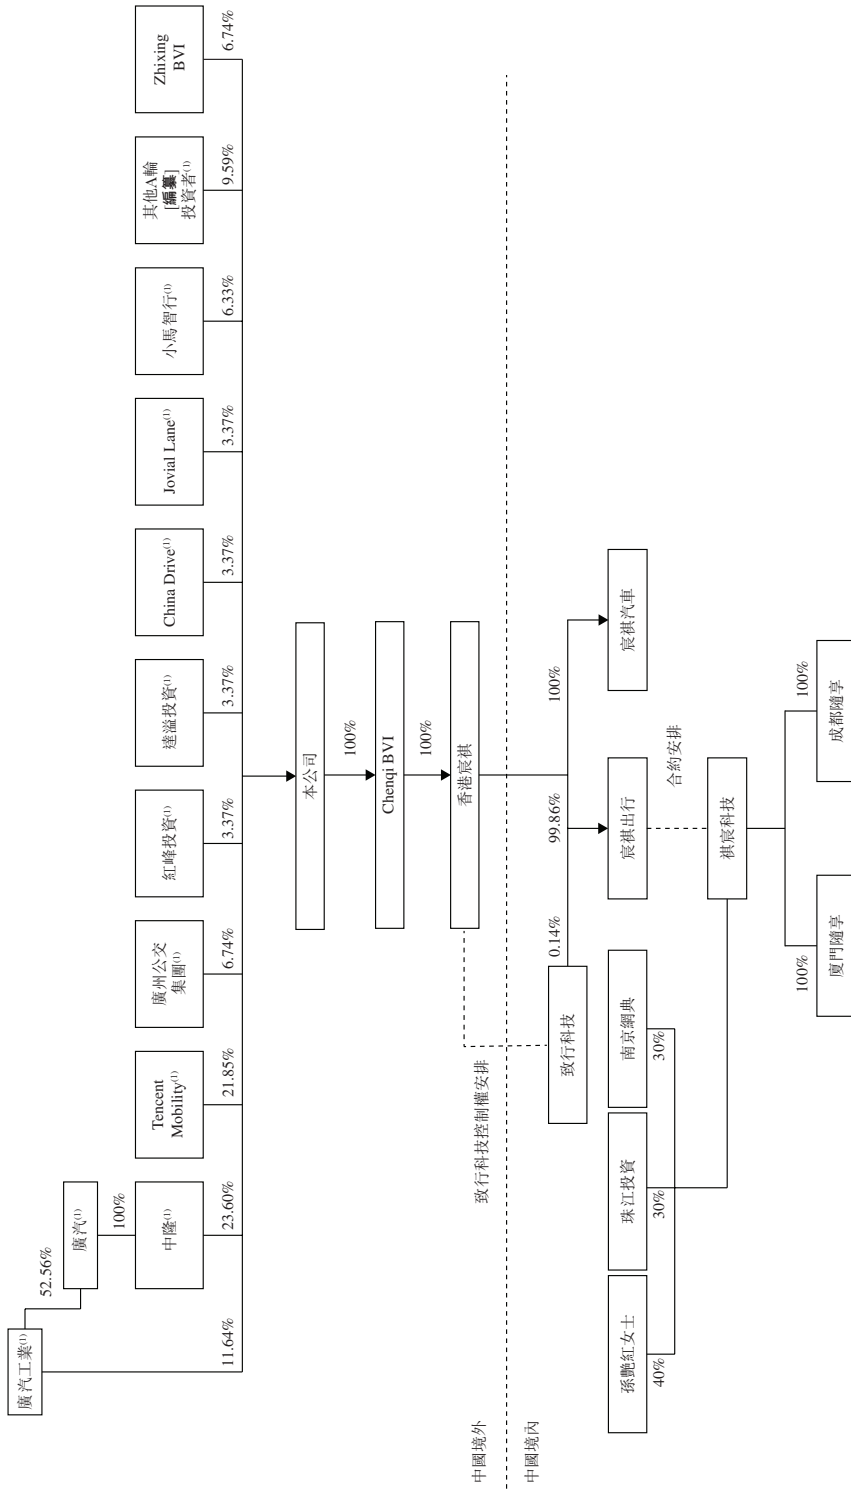 廣汽工業(1)
52.56%
廣汽(1)
100%
中隆(1)
Tencent
Mobility(1)
廣州公交
集團(1)
紅峰投資(1)
達溢投資(1)
China Drive(1)
Jovial Lane(1)
小馬智行(1)
其他A輪
[編纂]
投資者(1)
Zhixing
BVI
11.64%
23.60%
21.85%
6.74%
3.37%
3.37%
3.37%
3.37%
6.33%
9.59%
6.74%
本公司
100%
Chenqi BVI
100%
香港宸祺
致行科技控制權安排
中國境外
中國境內
0.14%
99.86%
100%
致行科技
孫艷紅女士
珠江投資
南京網典
宸祺出行
宸祺汽車
40%
30%
30%
合約安排
祺宸科技
100%
100%
廈門隨享
成都隨享